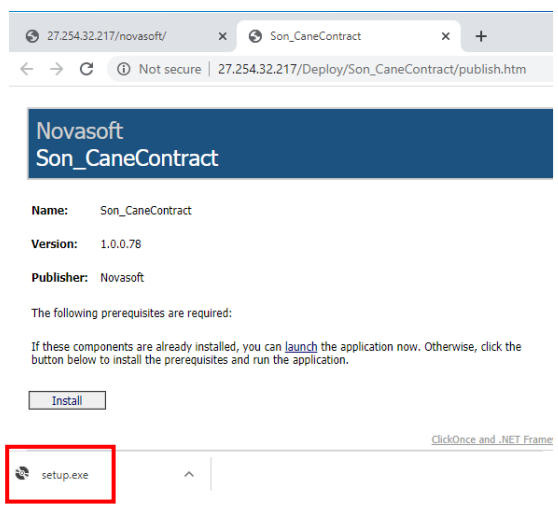 27.254.32.217/novasoft/
Son_CaneContract
Not secure
27.254.32.217/Deploy/Son_CaneContract/publish.htm
Novasoft
Son_CaneContract
Name: Son_CaneContract
Version: 1.0.0.78
Publisher: Novasoft
The following prerequisites are required:
If these components are already installed, you can launch the application now. Otherwise, click the
button below to install the prerequisites and run the application.
Install
ClickOnce and .NET Frame
setup.exe